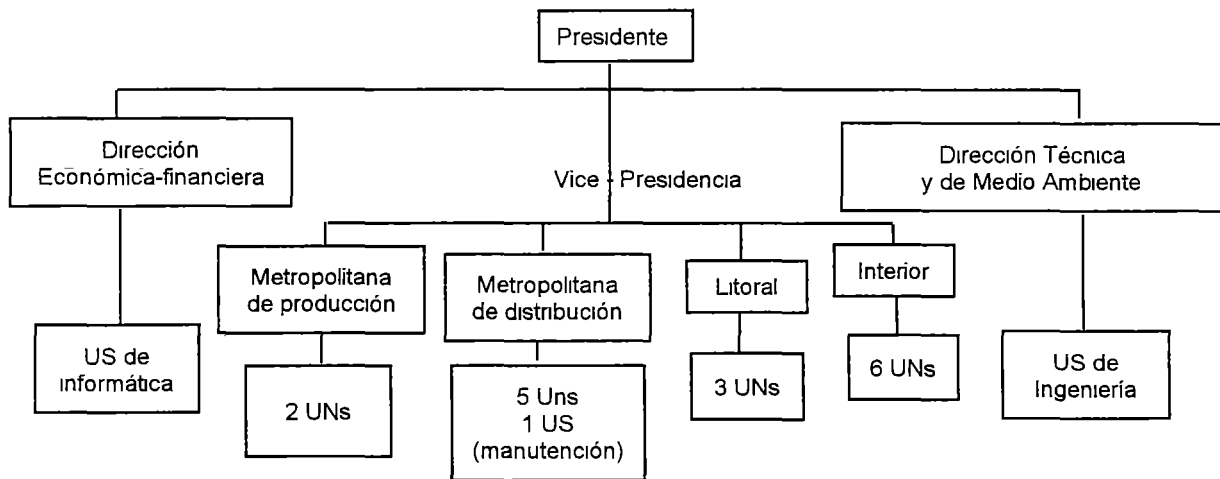 Presidente
Dirección
Económica-financiera
Vice - Presidencia
Dirección Técnica
y de Medio Ambiente
Metropolitana
de producción
Metropolitana
de distribución
Litoral
Interior
US de
informática
2 UNs
5 Uns
1 US
(manutención)
3 UNs
6 UNs
US de
Ingeniería